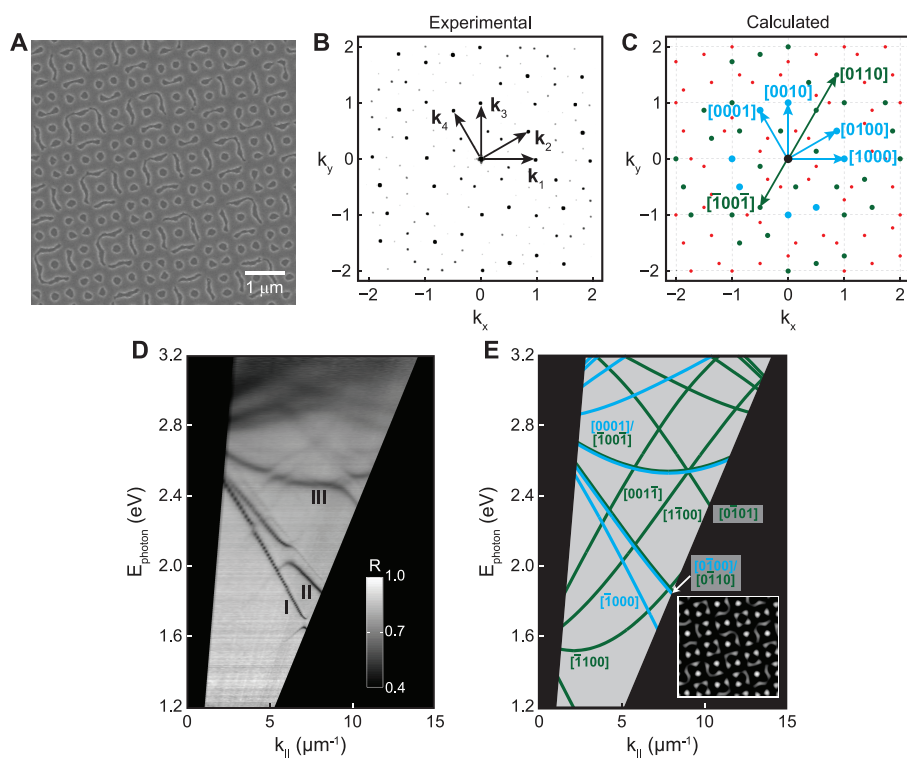 Experimental
Calculated
A
B
C
2
1
0
−1
−2
k_y
k_4
k_3
k_2
k_1
−2
−1
0
1
2
k_x
1 μm
2
1
0
−1
−2
k_y
[0110]
[0010]
[0001]
[0100]
[1000]
[1̅001̅]
−2
−1
0
1
2
k_x
D
3.2
2.8
2.4
2.0
1.6
1.2
E_photon (eV)
III
II
I
R
1.0
0.7
0.4
0
5
10
15
k_|| (μm⁻¹)
E
3.2
2.8
2.4
2.0
1.6
1.2
E_photon (eV)
[0001]/
[1̅001̅]
[0011̅]
[11̅00]
[01̅01]
[01̅00]/
[01̅10]
[1̅000]
[1̅100]
0
5
10
15
k_|| (μm⁻¹)